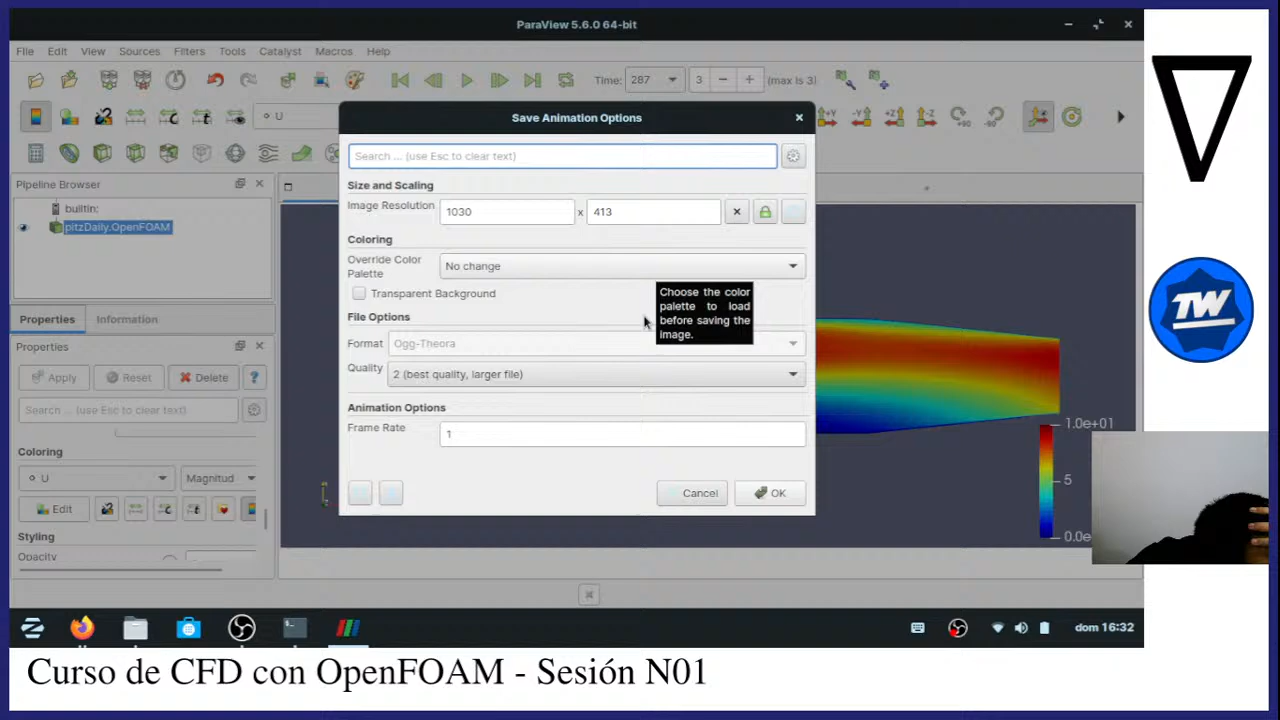 ParaView 5.6.0 64-bit
File Edit View Sources Filters Tools Catalyst Macros Help
Time: 287 3 (max is 3)
U
+Y -Y +Z -Z +90 -90
Pipeline Browser
builtin:
pitzDaily.OpenFOAM
Properties Information
Properties
Apply Reset Delete ?
Search ... (use Esc to clear text)
Coloring
U Magnitud
Edit
Styling
Opacity
Save Animation Options
Search ... (use Esc to clear text)
Size and Scaling
Image Resolution 1030 x 413
Coloring
Override Color
Palette
No change
Transparent Background
Choose the color
palette to load
before saving the
image.
File Options
Format Ogg-Theora
Quality 2 (best quality, larger file)
Animation Options
Frame Rate 1
Cancel OK
1.0e+01
5
0.0e
TW
dom 16:32
Curso de CFD con OpenFOAM - Sesión N01